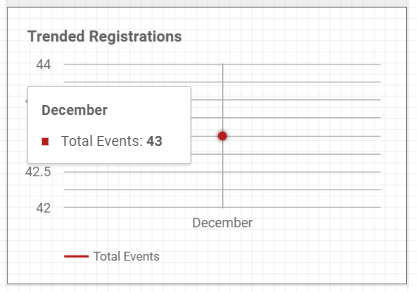 Trended Registrations
44
December
Total Events: 43
42.5
42
December
Total Events